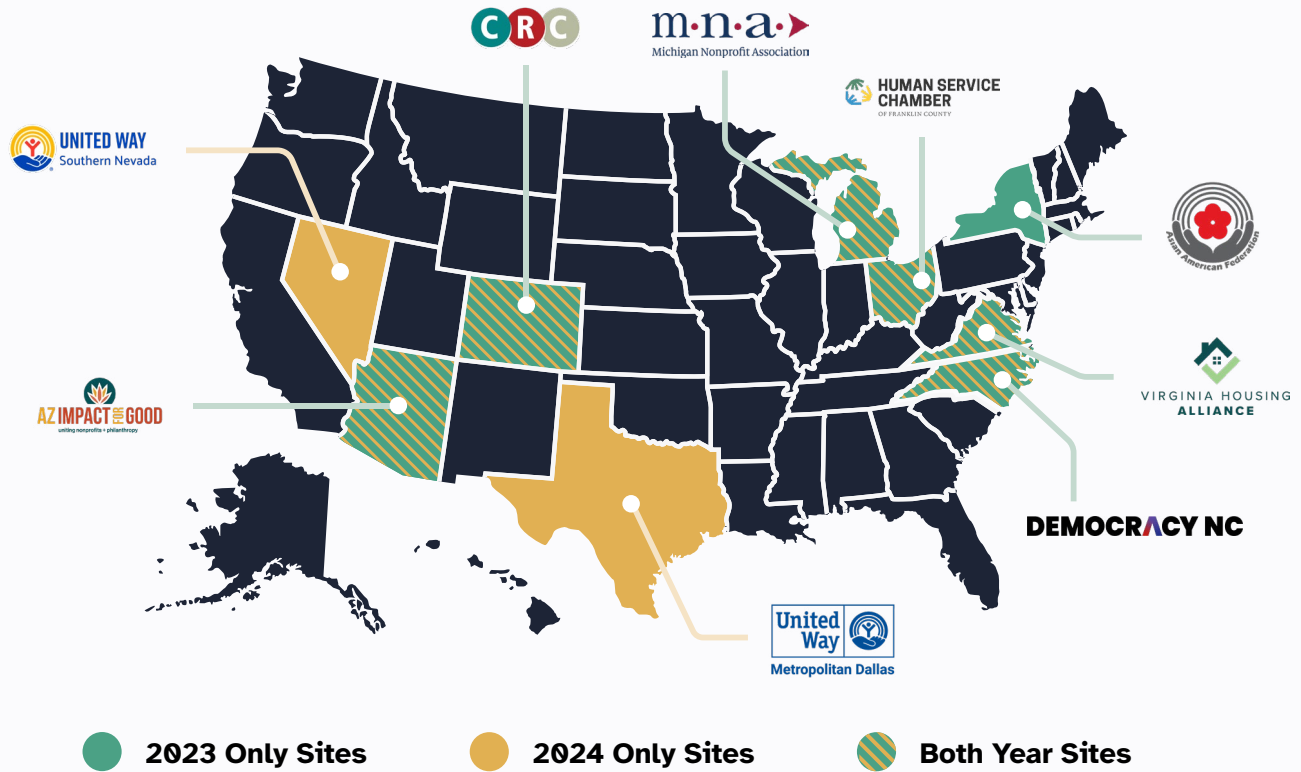 CRC
m·n·a·
Michigan Nonprofit Association
HUMAN SERVICE
CHAMBER
OF FRANKLIN COUNTY
UNITED WAY
Southern Nevada
Asian American Federation
VIRGINIA HOUSING
ALLIANCE
AZ IMPACT FOR GOOD
uniting nonprofits + philanthropy
DEMOCRACY NC
United
Way
Metropolitan Dallas
2023 Only Sites
2024 Only Sites
Both Year Sites